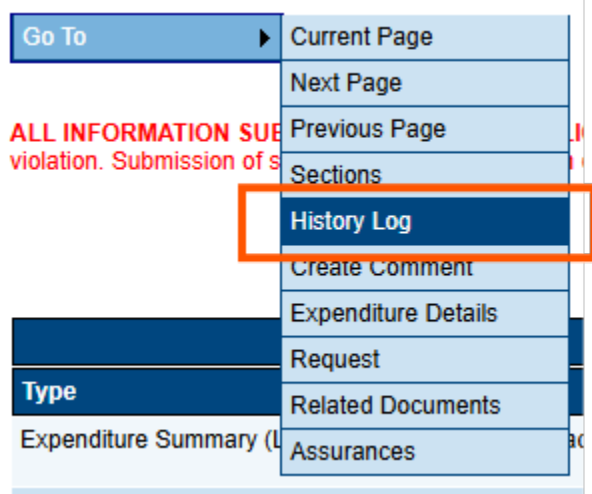 Go To
Current Page
Next Page
ALL INFORMATION
Previous Page
violation. Submission of
Sections
History Log
Create Comment
Expenditure Details
Request
Type
Related Documents
Expenditure Summary
Assurances